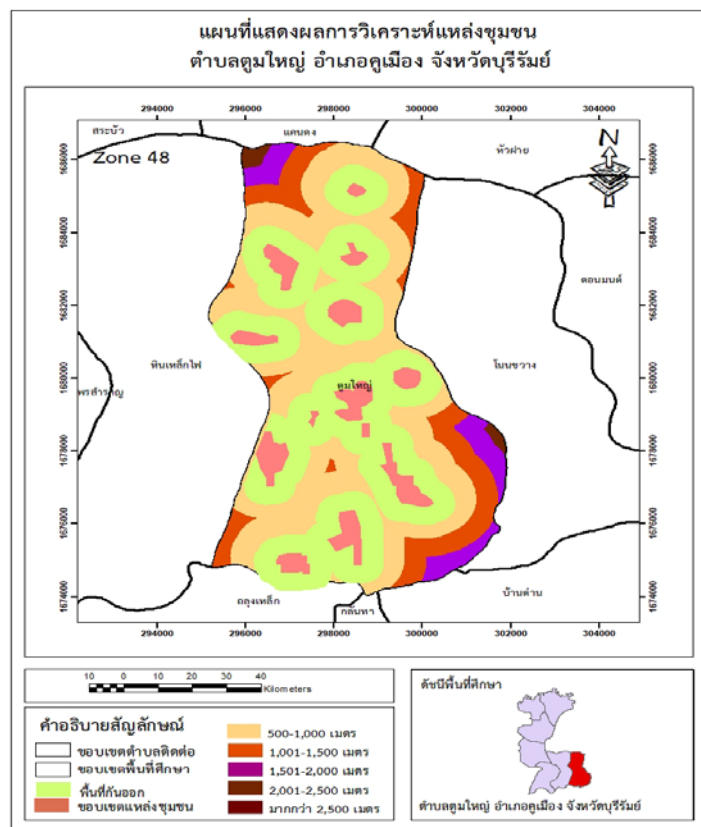 แผนที่แสดงผลการวิเคราะห์แหล่งชุมชน
ตำบลตูมใหญ่ อำเภอคูเมือง จังหวัดบุรีรัมย์
294000 296000 298000 300000 302000 304000
สระบัว
แคนดง
หัวฝาย
Zone 48
N
1686000 1686000
1684000 1684000
ดอนมนต์
1682000 1682000
หินเหล็กไฟ
โนนขวาง
1680000 1680000
พรสำราญ
ตูมใหญ่
1678000 1678000
1676000 1676000
1674000 1674000
ถลุงเหล็ก
กลันทา
บ้านด่าน
294000 296000 298000 300000 302000 304000
10 0 10 20 30 40
Kilometers
คำอธิบายสัญลักษณ์
ขอบเขตตำบลติดต่อ
ขอบเขตพื้นที่ศึกษา
พื้นที่กันออก
ขอบเขตแหล่งชุมชน
500-1,000 เมตร
1,001-1,500 เมตร
1,501-2,000 เมตร
2,001-2,500 เมตร
มากกว่า 2,500 เมตร
ดัชนีพื้นที่ศึกษา
ตำบลตูมใหญ่ อำเภอคูเมือง จังหวัดบุรีรัมย์